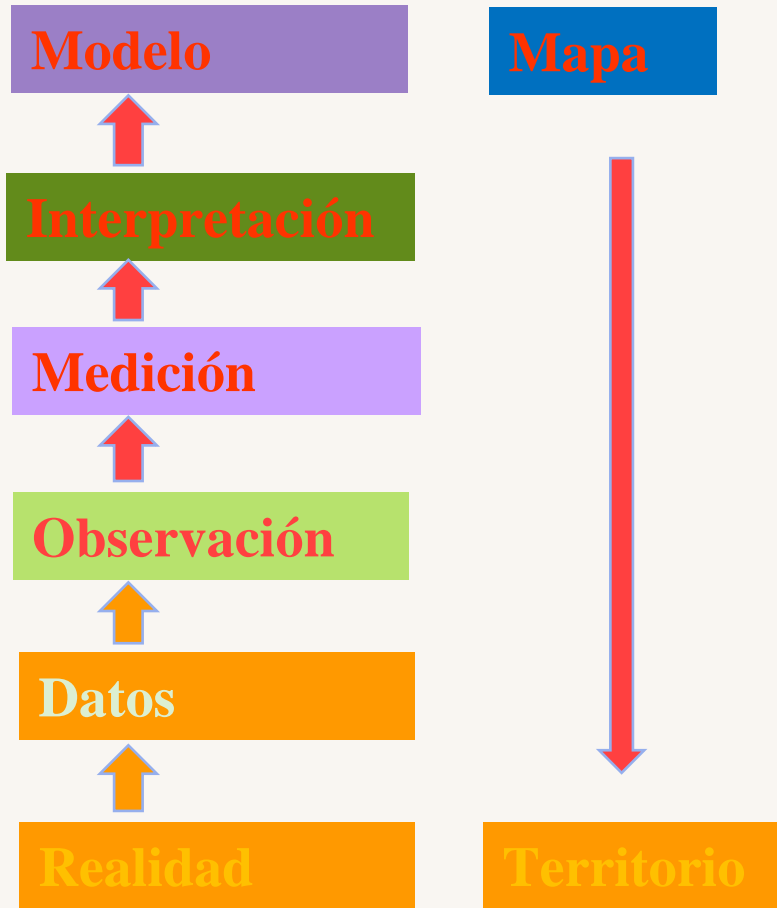 Modelo
Mapa
Interpretación
Medición
Observación
Datos
Realidad
Territorio